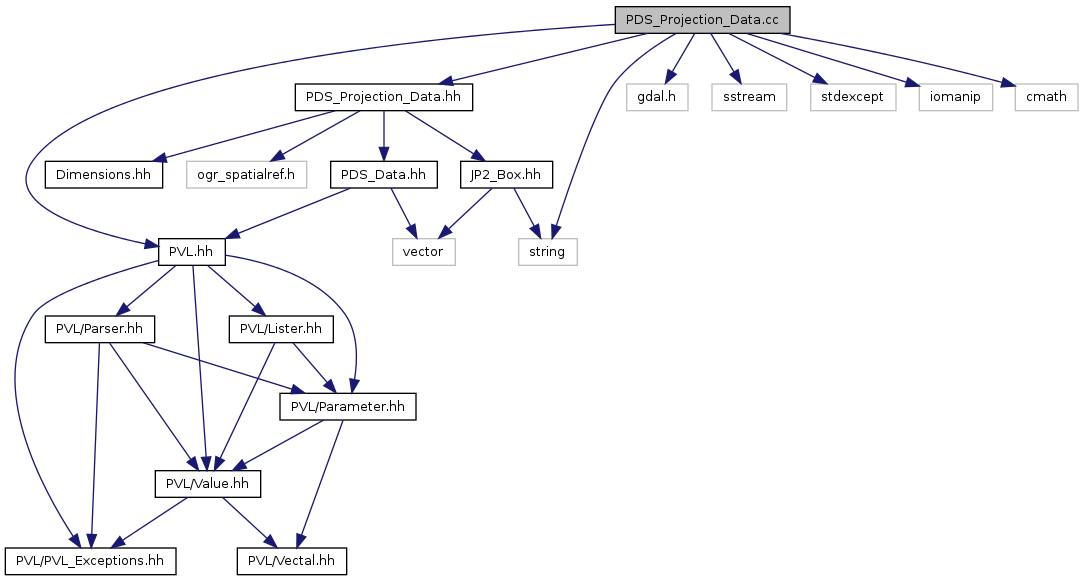 PDS_Projection_Data.cc
PDS_Projection_Data.hh
gdal.h
sstream
stdexcept
iomanip
cmath
Dimensions.hh
ogr_spatialref.h
PDS_Data.hh
JP2_Box.hh
PVL.hh
vector
string
PVL/Parser.hh
PVL/Lister.hh
PVL/Parameter.hh
PVL/Value.hh
PVL/PVL_Exceptions.hh
PVL/Vectal.hh